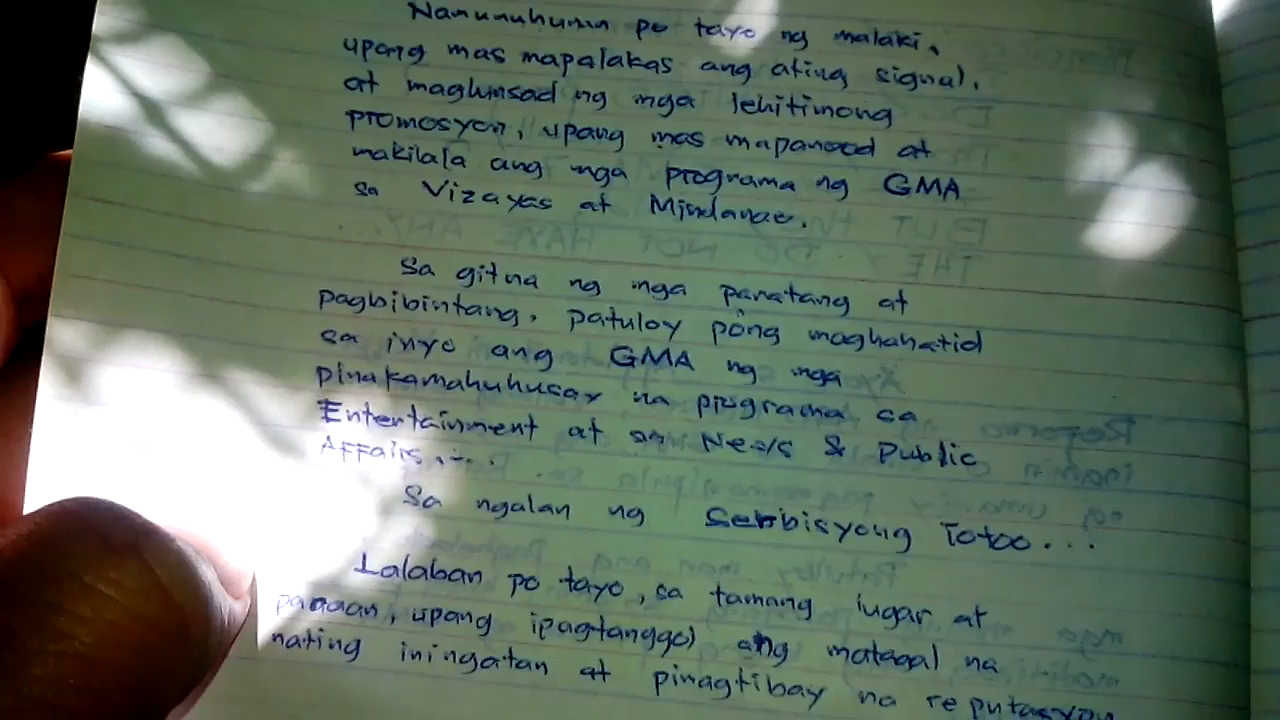 Namumuhunan po tayo ng malaki,
upang mas mapalakas ang ating signal,
at maglunsad ng mga lehitimong
promosyon, upang mas mapanood at
makilala ang mga programa ng GMA
sa Vizayas at Mindanao.
Sa gitna ng mga paratang at
pagbibintang, patuloy pong maghahatid
sa inyo ang GMA ng mga
pinakamahuhusay na programa sa
Entertainment at sa News & Public
Affairs....
Sa ngalan ng Serbisyong Totoo...
Lalaban po tayo, sa tamang lugar at
paraan, upang ipagtanggol ang matagal na
nating iningatan at pinagtibay na reputasyon